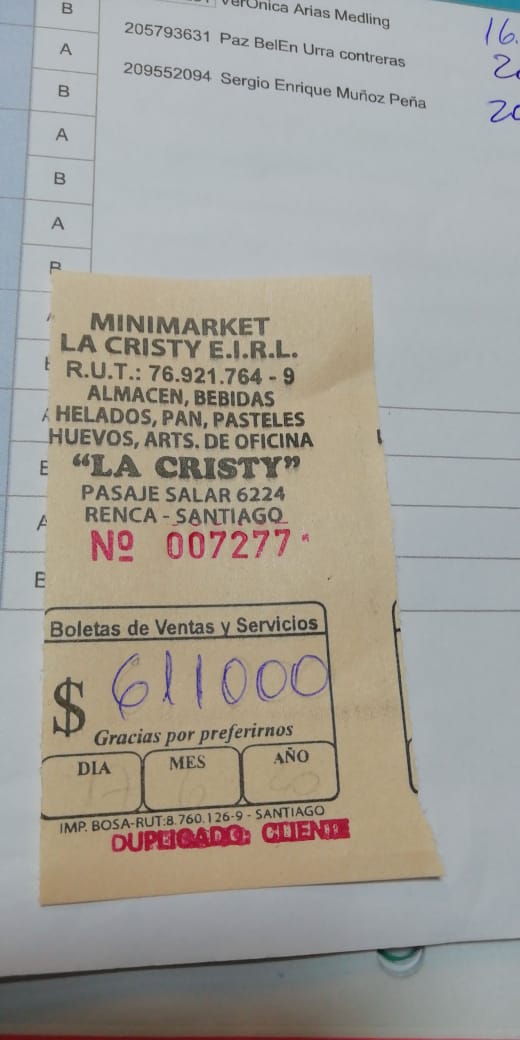 B
Verónica Arias Medling
16.
A
205793631 Paz BelEn Urra contreras
B
209552094 Sergio Enrique Muñoz Peña
20
A
B
A
B
A
B
MINIMARKET
LA CRISTY E.I.R.L.
R.U.T.: 76.921.764 - 9
ALMACEN, BEBIDAS
HELADOS, PAN, PASTELES
HUEVOS, ARTS. DE OFICINA
“LA CRISTY”
PASAJE SALAR 6224
RENCA - SANTIAGO
Nº 007277
Boletas de Ventas y Servicios
$ 611000
Gracias por preferirnos
DIA MES AÑO
IMP. BOSA-RUT:8.760.126-9 - SANTIAGO
DUPLICADO: CLIENTE